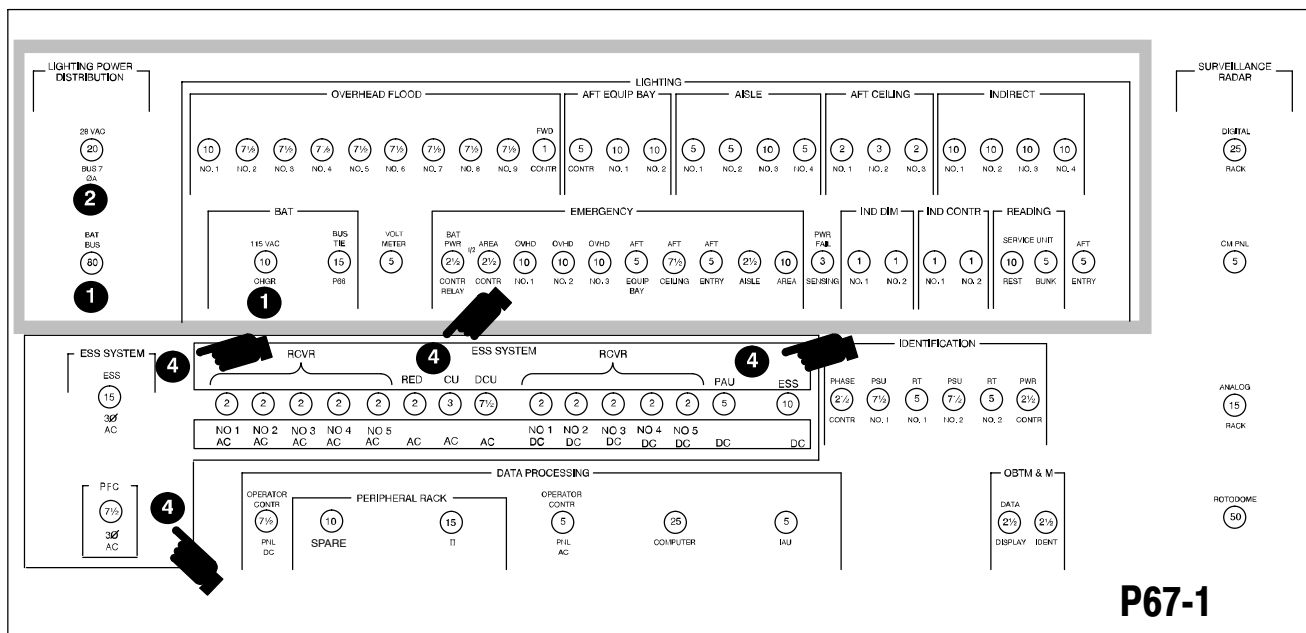 LIGHTING POWER
DISTRIBUTION
LIGHTING
SURVEILLANCE
RADAR
OVERHEAD FLOOD
AFT EQUIP BAY
AISLE
AFT CEILING
INDIRECT
28 VAC
20
BUS 7
ØA
2
FWD
10 7½ 7½ 7½ 7½ 7½ 7½ 7½ 7½ 1
NO. 1 NO. 2 NO. 3 NO. 4 NO. 5 NO. 6 NO. 7 NO. 8 NO. 9 CONTR
5 10 10
CONTR NO. 1 NO. 2
5 5 10 5
NO. 1 NO. 2 NO. 3 NO. 4
2 3 2
NO. 1 NO. 2 NO. 3
10 10 10 10
NO. 1 NO. 2 NO. 3 NO. 4
DIGITAL
25
RACK
BAT
BUS
80
1
BAT
115 VAC
10
CHGR
1
BUS
TIE
15
P66
VOLT
METER
5
EMERGENCY
BAT
PWR
2½
CONTR
RELAY
1/2
AREA
2½
CONTR
OVHD
10
NO. 1
OVHD
10
NO. 2
OVHD
10
NO. 3
AFT
5
EQUIP
BAY
AFT
7½
CEILING
AFT
5
ENTRY
2½
AISLE
10
AREA
PWR
FAIL
3
SENSING
IND DIM
1 1
NO. 1 NO. 2
IND CONTR
1 1
NO. 1 NO. 2
READING
SERVICE UNIT
10 5
REST BUNK
AFT
5
ENTRY
CM PNL
5
ESS SYSTEM
ESS
15
3Ø
AC
4
4
4
ESS SYSTEM
RCVR
RED CU DCU
RCVR
PAU
ESS
2 2 2 2 2 2 3 7½ 2 2 2 2 2 5 10
NO 1 NO 2 NO 3 NO 4 NO 5 NO 1 NO 2 NO 3 NO 4 NO 5
AC AC AC AC AC AC AC AC DC DC DC DC DC DC DC
IDENTIFICATION
PHASE PSU RT PSU RT PWR
2½ 7½ 5 7½ 5 2½
CONTR NO. 1 NO. 1 NO. 2 NO. 2 CONTR
ANALOG
15
RACK
PFC
7½
3Ø
AC
4
DATA PROCESSING
OPERATOR
CONTR
7½
PNL
DC
PERIPHERAL RACK
10
SPARE
15
OPERATOR
CONTR
5
PNL
AC
25
COMPUTER
5
IAU
OBTM & M
DATA
2½ 2½
DISPLAY IDENT
ROTODOME
50
P67-1